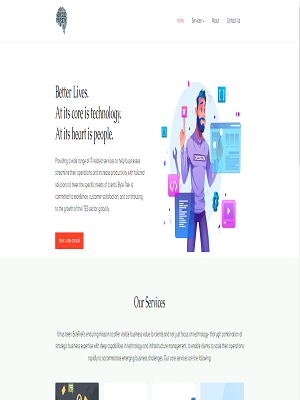 Home Services About Contact Us
Better Lives.
At its core is technology.
At its heart is people.
Providing a wide range of IT-related services to help businesses
streamline their operations and increase productivity with tailored
solutions to meet the specific needs of clients. Byte Trek is
committed to excellence, customer satisfaction, and contributing
to the growth of the ITES sector globally.
Book a free consult
DESIGN
Our Services
It has been ByteTrek's enduring mission to offer visible business value to clients and not just focus on technology- through combination of
strategic business expertise with deep capabilities in technology and infrastructure management, to enable clients to scale their operations
rapidly to accommodate emerging business challenges. Our core services are the following: